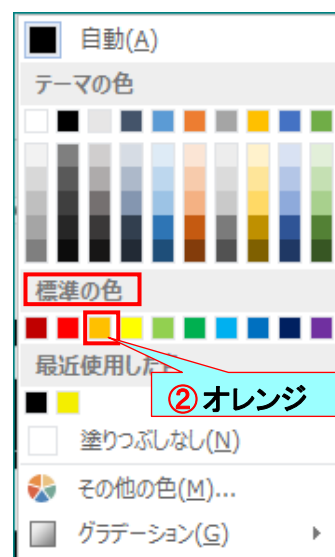 自動(A)
テーマの色
標準の色
最近使用した
②オレンジ
塗りつぶしなし(N)
その他の色(M)...
グラデーション(G)